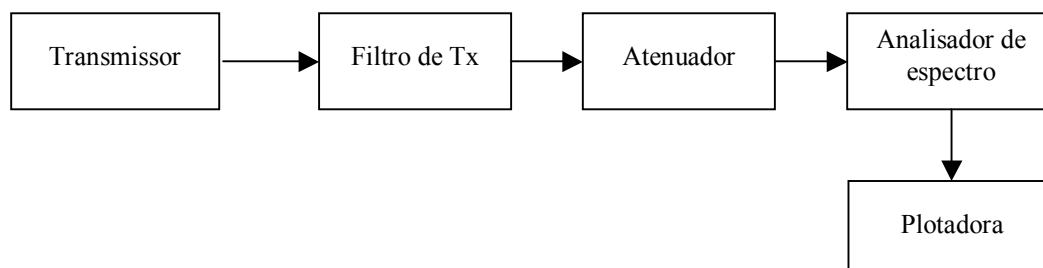 Transmissor
Filtro de Tx
Atenuador
Analisador de
espectro
Plotadora